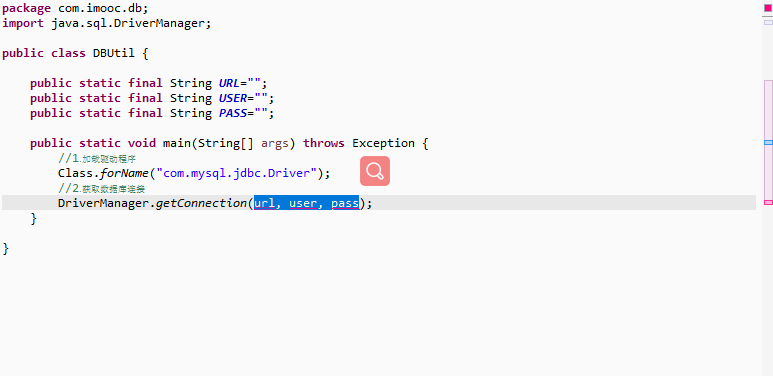 package com.imooc.db;
import java.sql.DriverManager;
public class DBUtil {
public static final String URL="";
public static final String USER="";
public static final String PASS="";
public static void main(String[] args) throws Exception {
//1.加载驱动程序
Class.forName("com.mysql.jdbc.Driver");
//2.获取数据库连接
DriverManager.getConnection(url, user, pass);
}
}